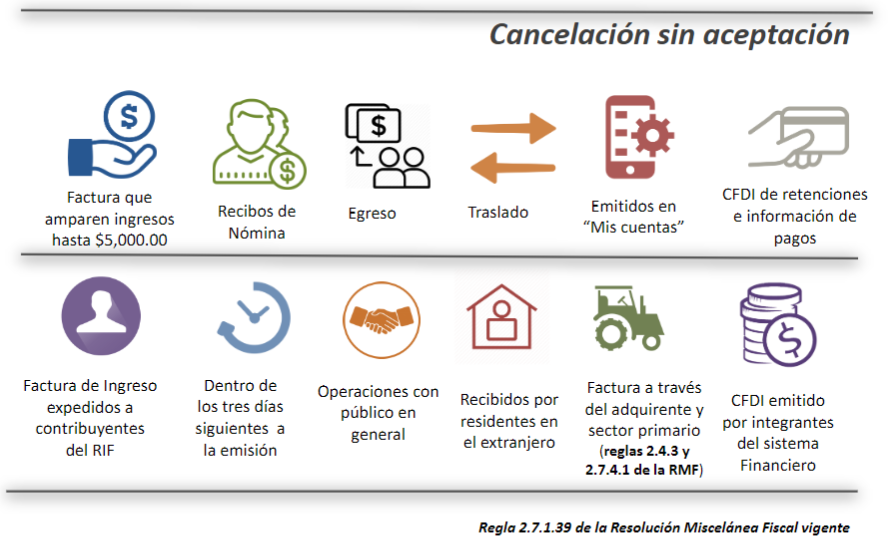 Cancelación sin aceptación
Factura que
amparen ingresos
hasta $5,000.00
Recibos de
Nómina
Egreso
Traslado
Emitidos en
“Mis cuentas”
CFDI de retenciones
e información de
pagos
Factura de Ingreso
expedidos a
contribuyentes
del RIF
Dentro de
los tres días
siguientes a
la emisión
Operaciones con
público en
general
Recibidos por
residentes en
el extranjero
Factura a través
del adquirente y
sector primario
(reglas 2.4.3 y
2.7.4.1 de la RMF)
CFDI emitido
por integrantes
del sistema
Financiero
Regla 2.7.1.39 de la Resolución Miscelánea Fiscal vigente